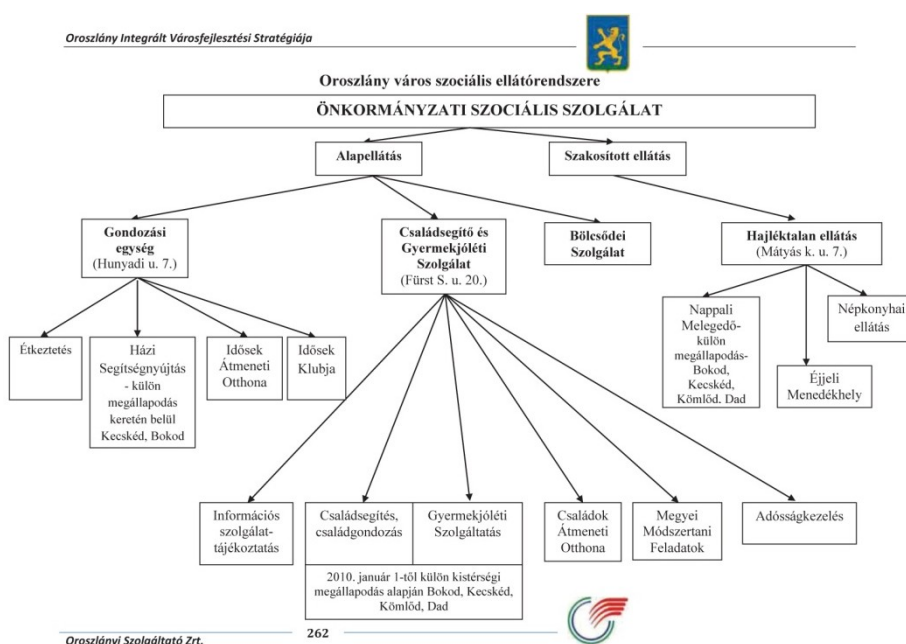 Oroszlány Integrált Városfejlesztési Stratégiája
Oroszlány város szociális ellátórendszere
ÖNKORMÁNYZATI SZOCIÁLIS SZOLGÁLAT
Alapellátás
Szakosított ellátás
Gondozási
egység
(Hunyadi u. 7.)
Családsegítő és
Gyermekjóléti
Szolgálat
(Fürst S. u. 20.)
Bölcsődei
Szolgálat
Hajléktalan ellátás
(Mátyás k. u. 7.)
Étkeztetés
Házi
Segítségnyújtás
- külön
megállapodás
keretén belül
Kecskéd, Bokod
Idősek
Átmeneti
Otthona
Idősek
Klubja
Nappali
Melegedő-
külön
megállapodás-
Bokod,
Kecskéd,
Kömlőd. Dad
Éjjeli
Menedékhely
Népkonyhai
ellátás
Információs
szolgálat-
tájékoztatás
Családsegítés,
családgondozás
Gyermekjóléti
Szolgáltatás
2010. január 1-től külön kistérségi
megállapodás alapján Bokod, Kecskéd,
Kömlőd, Dad
Családok
Átmeneti
Otthona
Megyei
Módszertani
Feladatok
Adósságkezelés
262
Oroszlányi Szolgáltató Zrt.